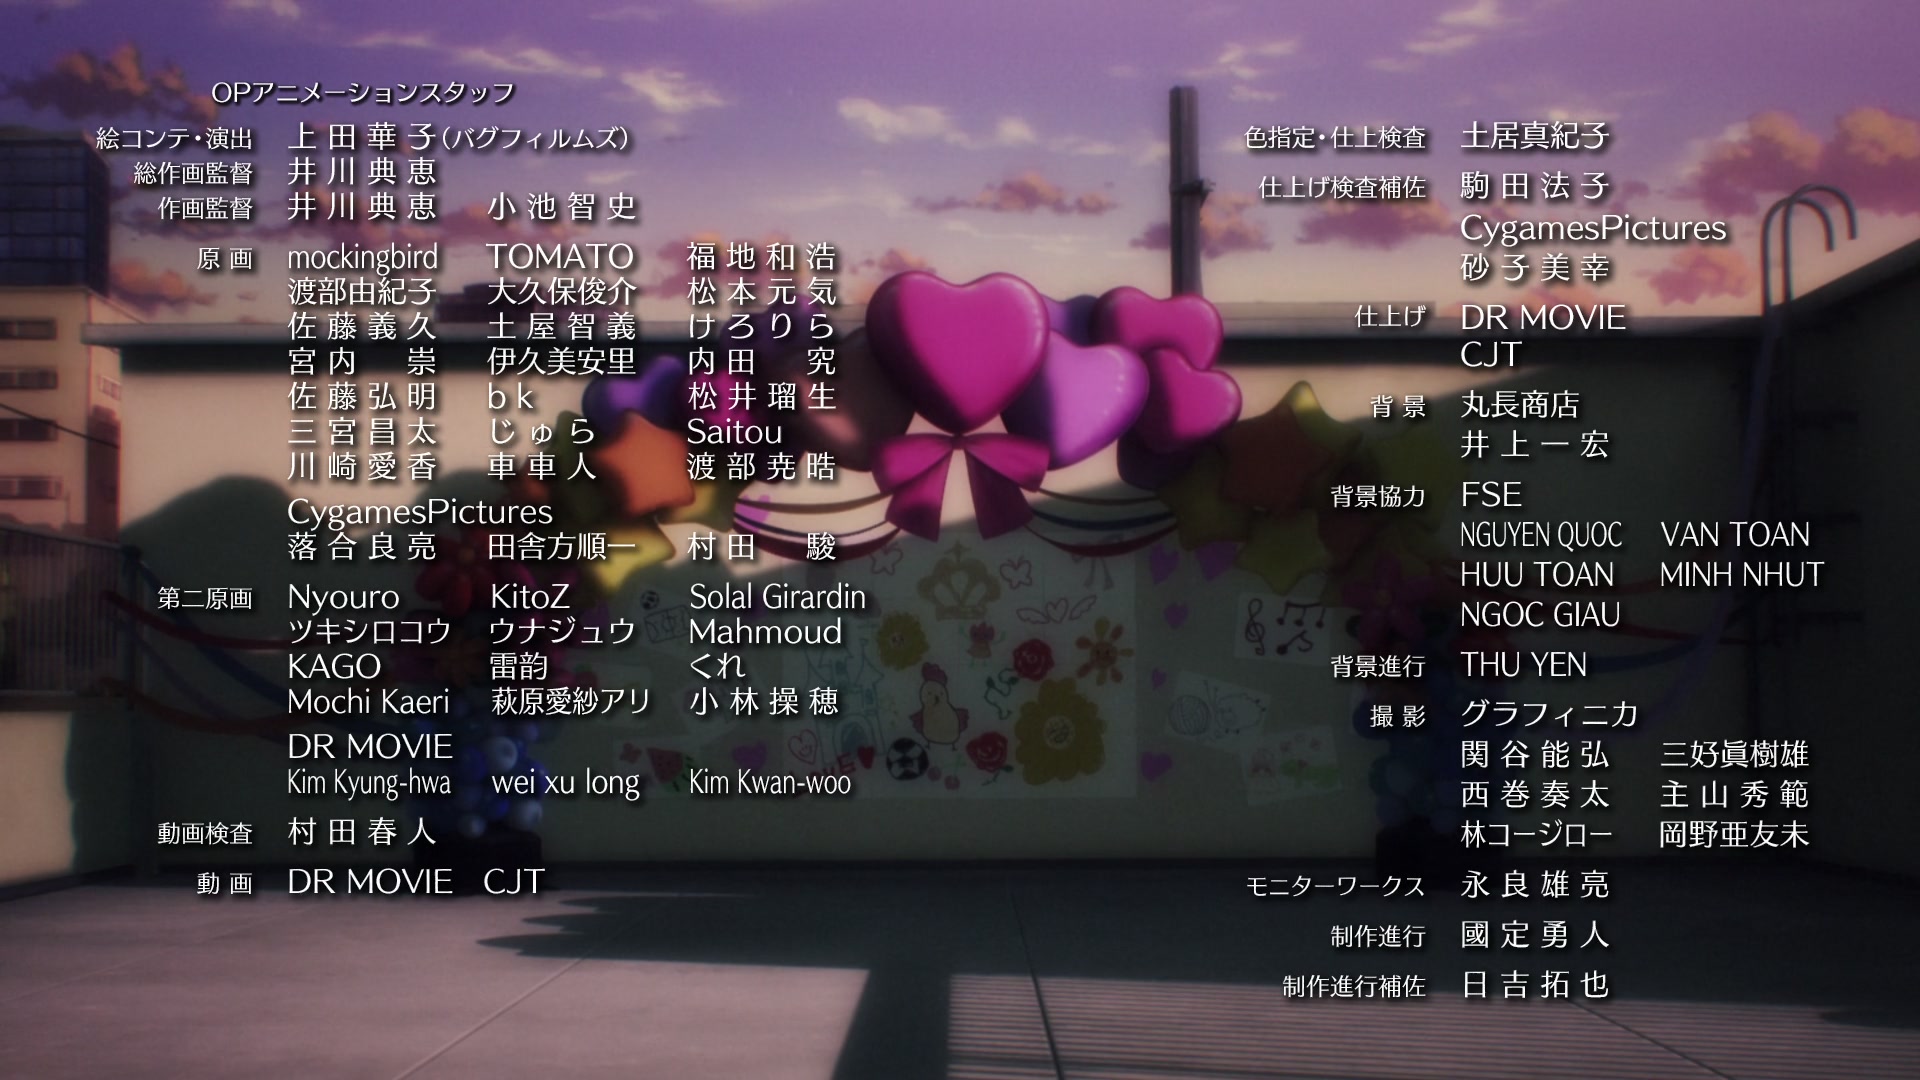 OPアニメーションスタッフ
絵コンテ・演出 上田華子(バグフィルムズ)
総作画監督 井川典恵
作画監督 井川典恵 小池智史
原画 mockingbird TOMATO 福地和浩
渡部由紀子 大久保俊介 松本元気
佐藤義久 土屋智義 けろりら
宮内崇 伊久美安里 内田究
佐藤弘明 bk 松井瑠生
三宮昌太 じゅら Saitou
川崎愛香 車車人 渡部尭晧
CygamesPictures
落合良亮 田舎方順一 村田駿
第二原画 Nyouro KitoZ Solal Girardin
ツキシロコウ ウナジュウ Mahmoud
KAGO 雷韵 くれ
Mochi Kaeri 萩原愛紗アリ 小林操穂
DR MOVIE
Kim Kyung-hwa wei xu long Kim Kwan-woo
動画検査 村田春人
動画 DR MOVIE CJT
色指定・仕上検査 土居真紀子
仕上げ検査補佐 駒田法子
CygamesPictures
砂子美幸
仕上げ DR MOVIE
CJT
背景 丸長商店
井上一宏
背景協力 FSE
NGUYEN QUOC VAN TOAN
HUU TOAN MINH NHUT
NGOC GIAU
背景進行 THU YEN
撮影 グラフィニカ
関谷能弘 三好眞樹雄
西巻奏太 主山秀範
林コージロー 岡野亜友未
モニターワークス 永良雄亮
制作進行 國定勇人
制作進行補佐 日吉拓也